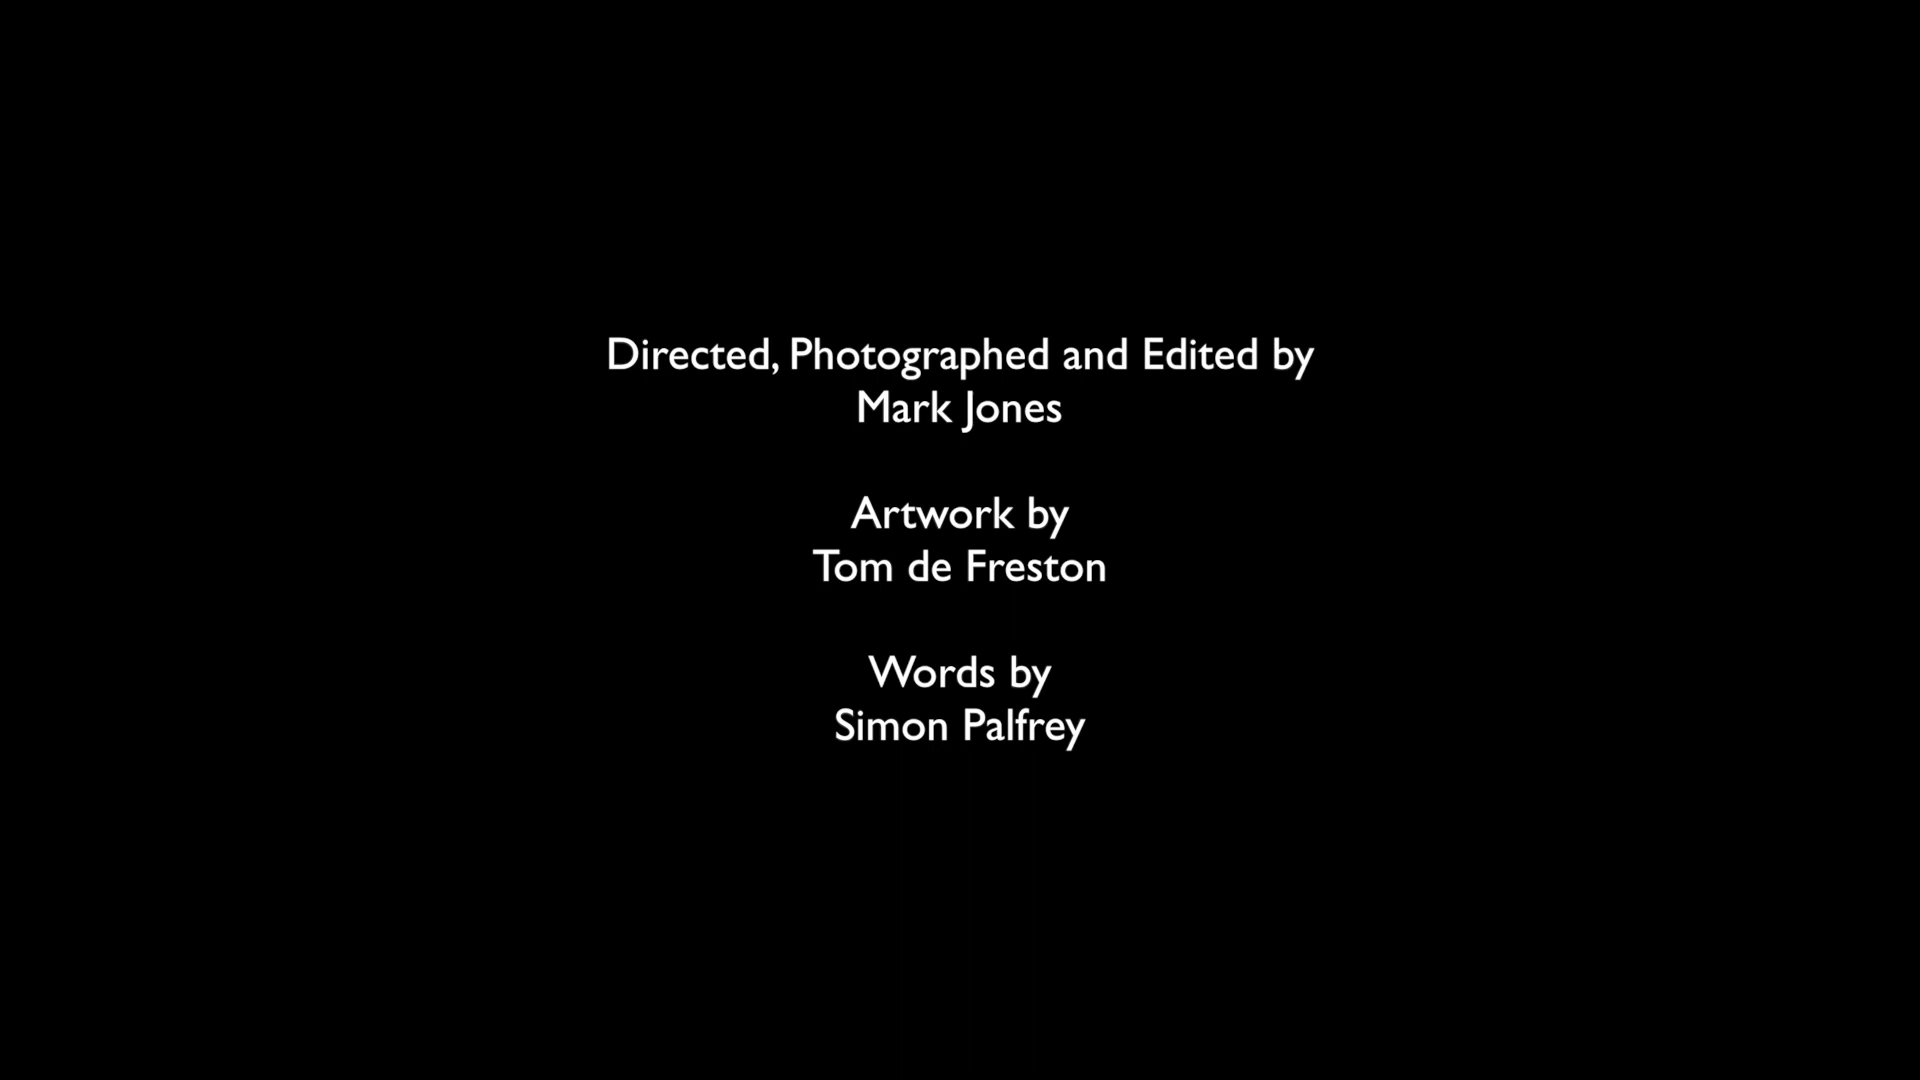 Directed, Photographed and Edited by
Mark Jones
Artwork by
Tom de Freston
Words by
Simon Palfrey